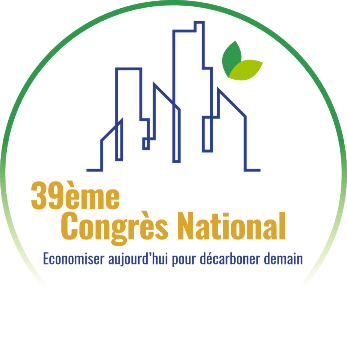 39ème
Congrès National
Economiser aujourd'hui pour décarboner demain